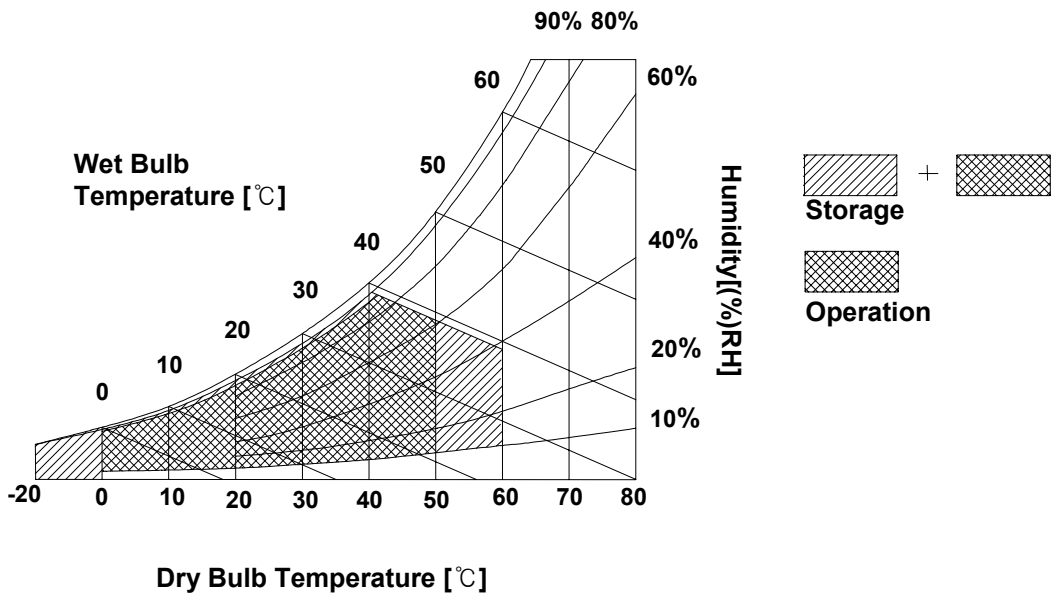 90% 80%
60
60%
Wet Bulb
Temperature [℃]
50
40
40%
30
20
20%
10
10%
0
Humidity[(%)RH]
+
Storage
Operation
-20 0 10 20 30 40 50 60 70 80
Dry Bulb Temperature [℃]